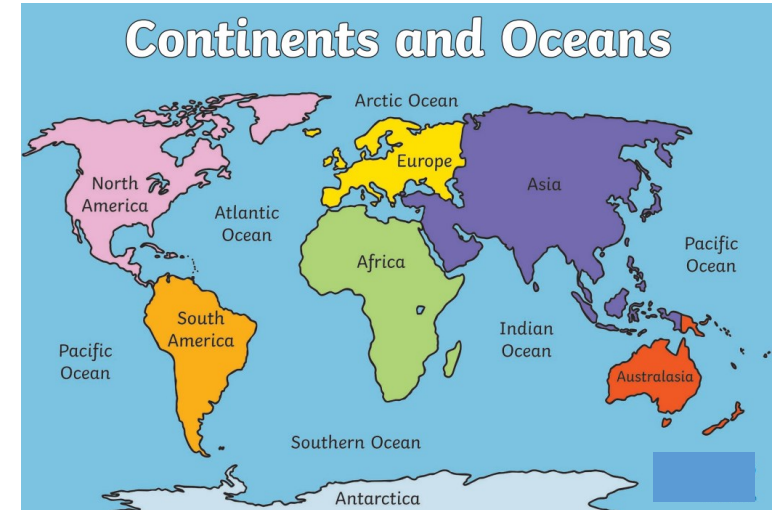 Continents and Oceans
Arctic Ocean
North
America
Europe
Asia
Atlantic
Ocean
Africa
Pacific
Ocean
South
America
Indian
Ocean
Pacific
Ocean
Australasia
Southern Ocean
Antarctica